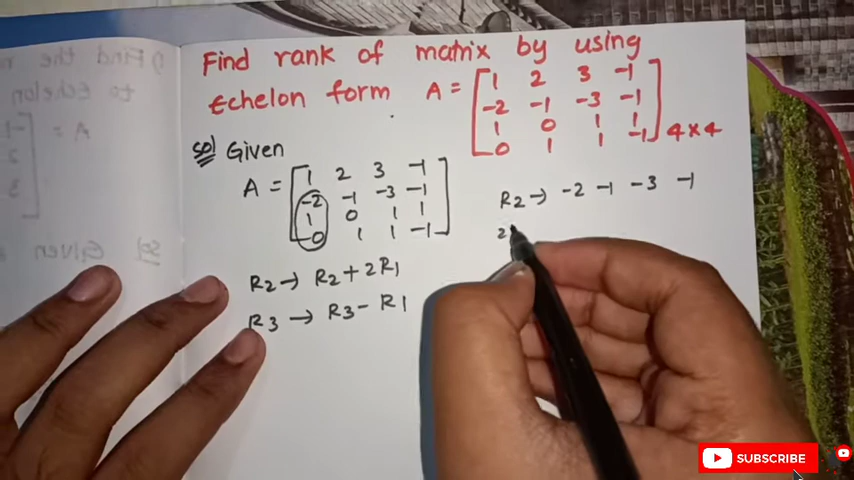 Find rank of matrix by using
Echelon form A = [1 2 3 -1
-2 -1 -3 -1
1 0 1 1
0 1 1 -1] 4×4
Sol Given
A = [1 2 3 -1
-2 -1 -3 -1
1 0 1 1
0 1 1 -1]
R2 → R2 + 2R1
R3 → R3 - R1
R2 → -2 -1 -3 -1
2
SUBSCRIBE